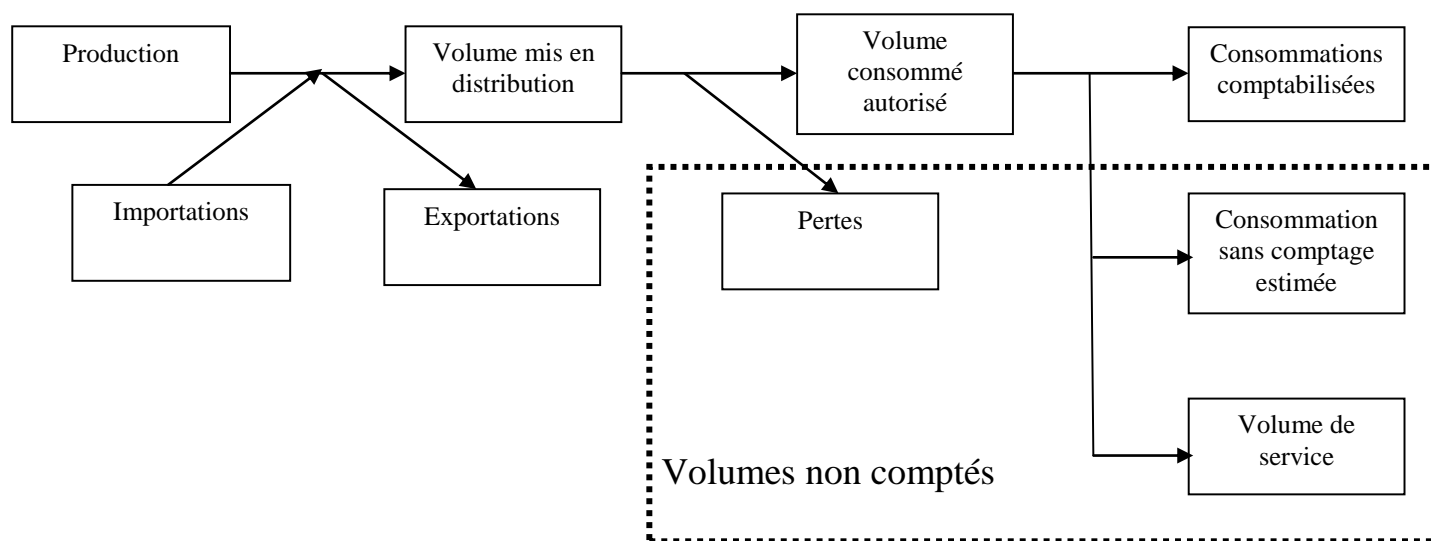 Production
Volume mis en
distribution
Volume
consommé
autorisé
Consommations
comptabilisées
Importations
Exportations
Pertes
Consommation
sans comptage
estimée
Volumes non comptés
Volume de
service